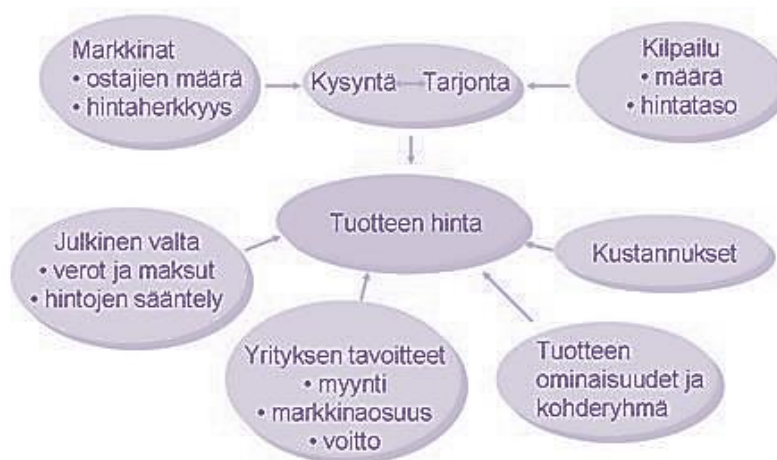 Markkinat
• ostajien määrä
• hintaherkkyys
Kysyntä Tarjonta
Kilpailu
• määrä
• hintataso
Tuotteen hinta
Julkinen valta
• verot ja maksut
• hintojen sääntely
Kustannukset
Yrityksen tavoitteet
• myynti
• markkinaosuus
• voitto
Tuotteen
ominaisuudet ja
kohderyhmä